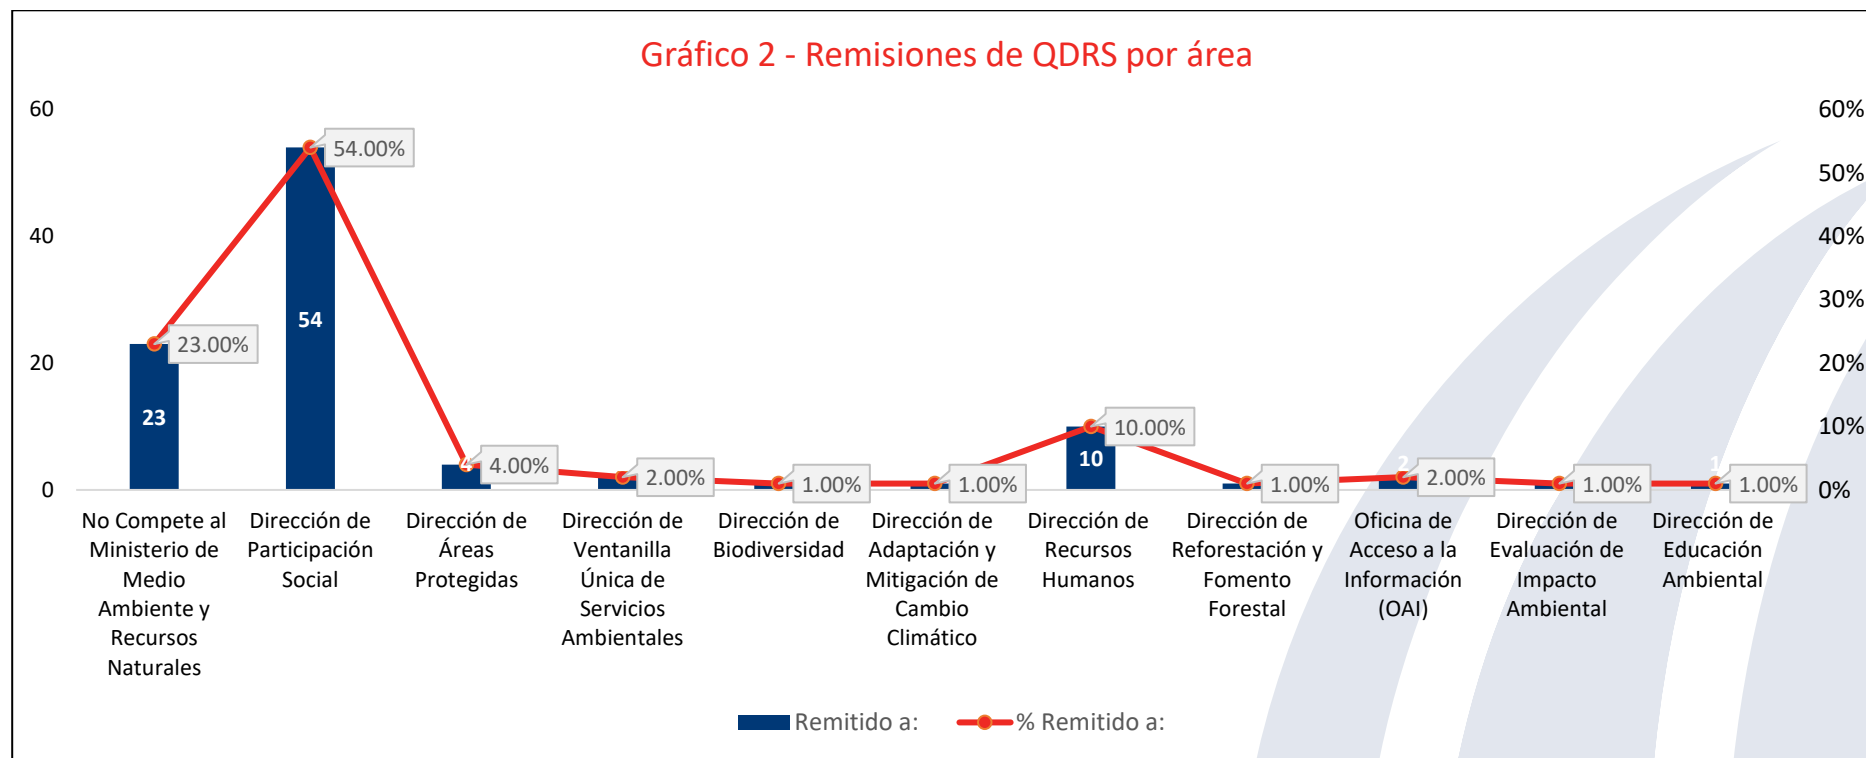 Gráfico 2 - Remisiones de QDRS por área
60
40
20
0
60%
50%
40%
30%
20%
10%
0%
23.00%
54.00%
4.00%
2.00%
1.00%
1.00%
10.00%
1.00%
2.00%
1.00%
1.00%
23
54
4
10
2
1
No Compete al
Ministerio de
Medio
Ambiente y
Recursos
Naturales
Dirección de
Participación
Social
Dirección de
Áreas
Protegidas
Dirección de
Ventanilla
Única de
Servicios
Ambientales
Dirección de
Biodiversidad
Dirección de
Adaptación y
Mitigación de
Cambio
Climático
Dirección de
Recursos
Humanos
Dirección de
Reforestación y
Fomento
Forestal
Oficina de
Acceso a la
Información
(OAI)
Dirección de
Evaluación de
Impacto
Ambiental
Dirección de
Educación
Ambiental
Remitido a:
% Remitido a: